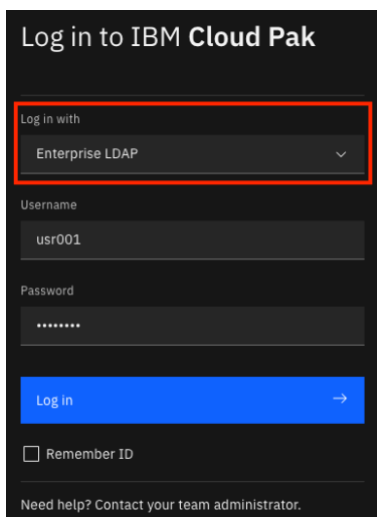 Log in to IBM Cloud Pak
Log in with
Enterprise LDAP
Username
usr001
Password
••••••••
Log in
Remember ID
Need help? Contact your team administrator.